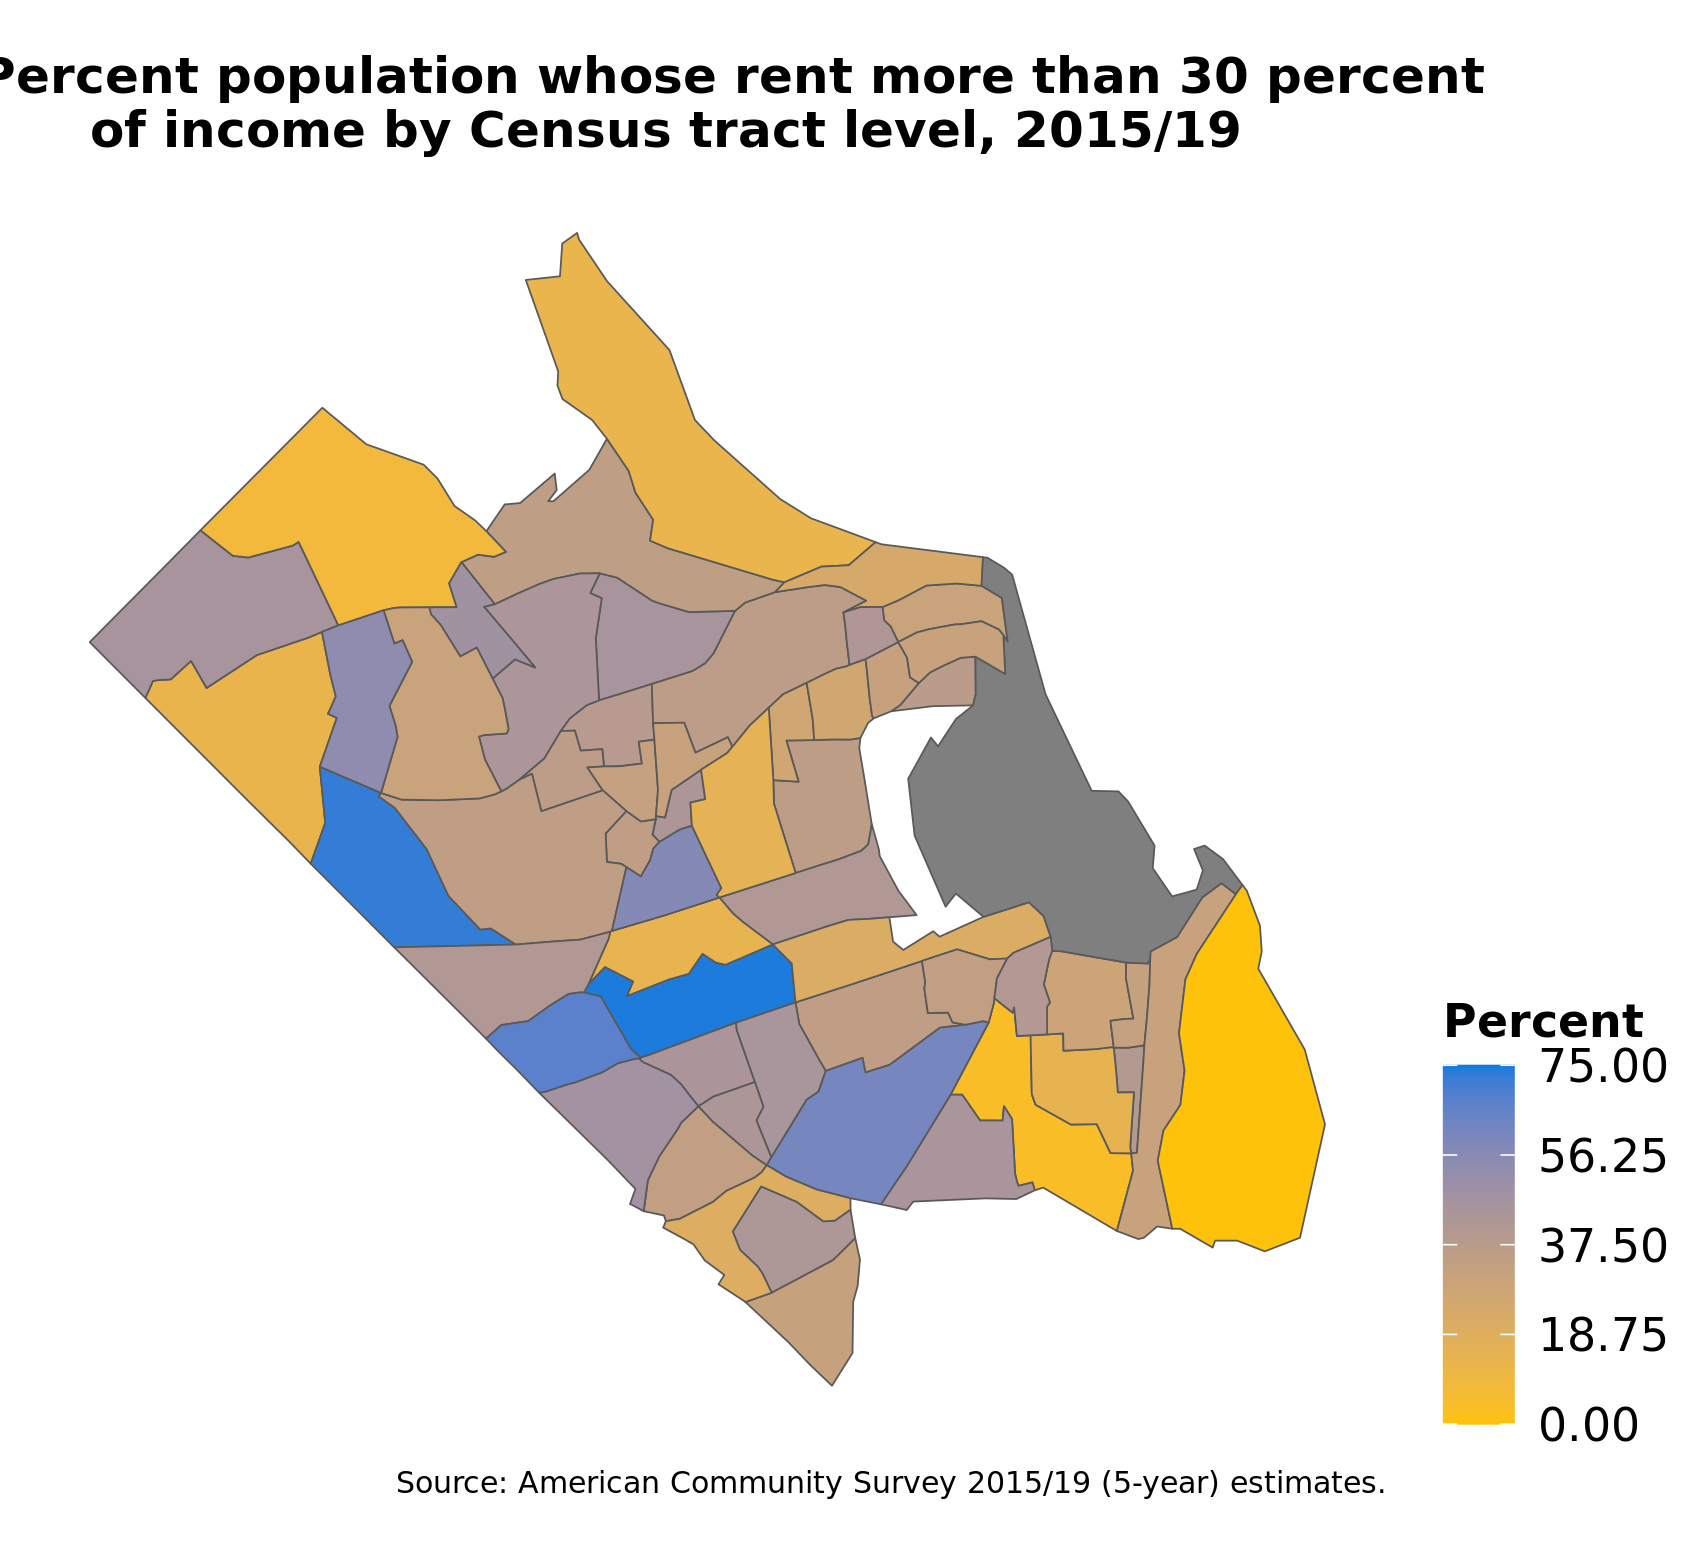 Percent population whose rent more than 30 percent
of income by Census tract level, 2015/19
Percent
75.00
56.25
37.50
18.75
0.00
Source: American Community Survey 2015/19 (5-year) estimates.